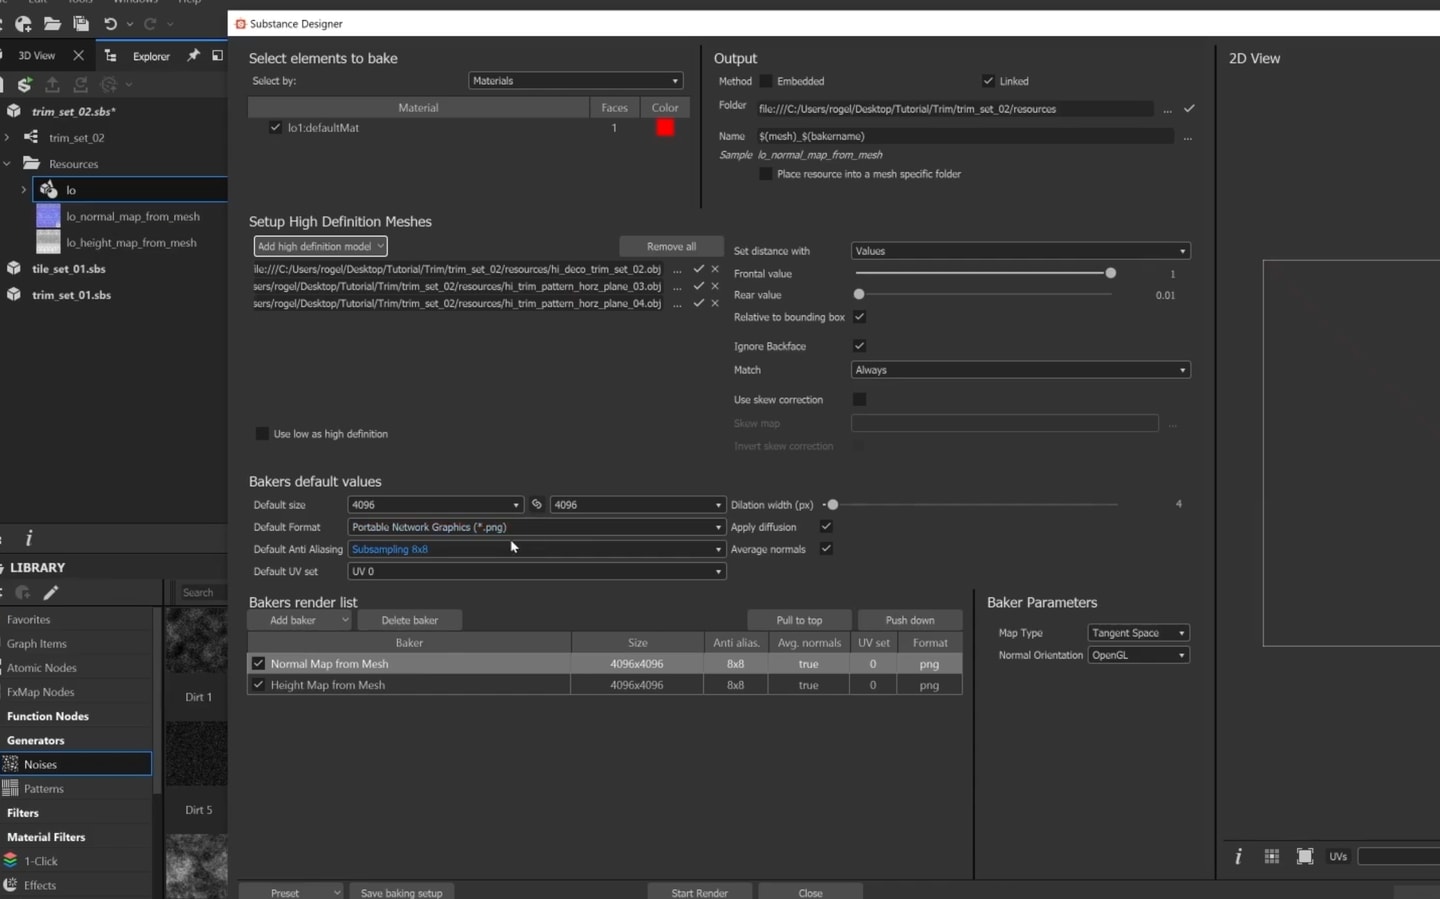 Edit Tools Windows Help
Substance Designer
3D View
Explorer
trim_set_02.sbs*
trim_set_02
Resources
lo
lo_normal_map_from_mesh
lo_height_map_from_mesh
tile_set_01.sbs
trim_set_01.sbs
LIBRARY
Search
Favorites
Graph Items
Atomic Nodes
FxMap Nodes
Function Nodes
Generators
Noises
Patterns
Filters
Material Filters
1-Click
Effects
Dirt 1
Dirt 5
Select elements to bake
Select by: Materials
Material Faces Color
lo1:defaultMat 1
Output
Method Embedded Linked
Folder file:///C:/Users/rogel/Desktop/Tutorial/Trim/trim_set_02/resources ...
Name $(mesh)_$(bakername) ...
Sample lo_normal_map_from_mesh
Place resource into a mesh specific folder
Setup High Definition Meshes
Add high definition model Remove all
ile:///C:/Users/rogel/Desktop/Tutorial/Trim/trim_set_02/resources/hi_deco_trim_set_02.obj ...
sers/rogel/Desktop/Tutorial/Trim/trim_set_02/resources/hi_trim_pattern_horz_plane_03.obj ...
sers/rogel/Desktop/Tutorial/Trim/trim_set_02/resources/hi_trim_pattern_horz_plane_04.obj ...
Use low as high definition
Set distance with Values
Frontal value 1
Rear value 0.01
Relative to bounding box
Ignore Backface
Match Always
Use skew correction
Skew map ...
Invert skew correction
Bakers default values
Default size 4096 4096
Default Format Portable Network Graphics (*.png)
Default Anti Aliasing Subsampling 8x8
Default UV set UV 0
Dilation width (px) 4
Apply diffusion
Average normals
Bakers render list
Add baker Delete baker Pull to top Push down
Baker Size Anti alias. Avg. normals UV set Format
Normal Map from Mesh 4096x4096 8x8 true 0 png
Height Map from Mesh 4096x4096 8x8 true 0 png
Baker Parameters
Map Type Tangent Space
Normal Orientation OpenGL
Preset Save baking setup Start Render Close
2D View
UVs